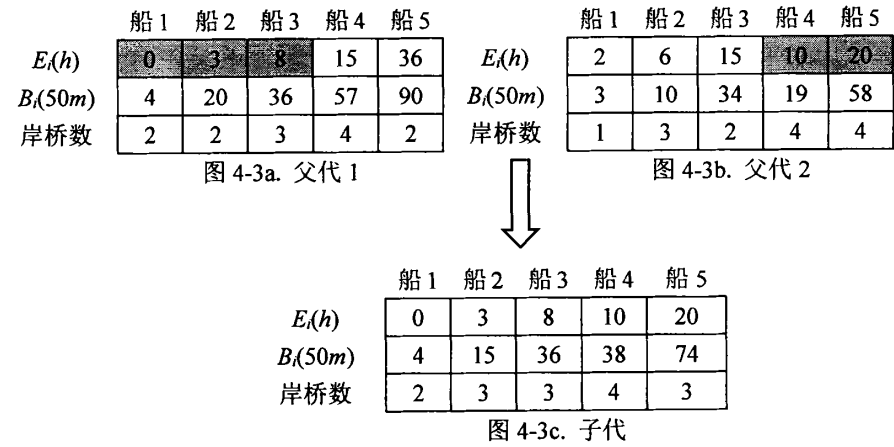 船 1 船 2 船 3 船 4 船 5
Eᵢ(h) 0 3 8 15 36
Bᵢ(50m) 4 20 36 57 90
岸桥数 2 2 3 4 2
图 4-3a. 父代 1
船 1 船 2 船 3 船 4 船 5
Eᵢ(h) 2 6 15 10 20
Bᵢ(50m) 3 10 34 19 58
岸桥数 1 3 2 4 4
图 4-3b. 父代 2
船 1 船 2 船 3 船 4 船 5
Eᵢ(h) 0 3 8 10 20
Bᵢ(50m) 4 15 36 38 74
岸桥数 2 3 3 4 3
图 4-3c. 子代